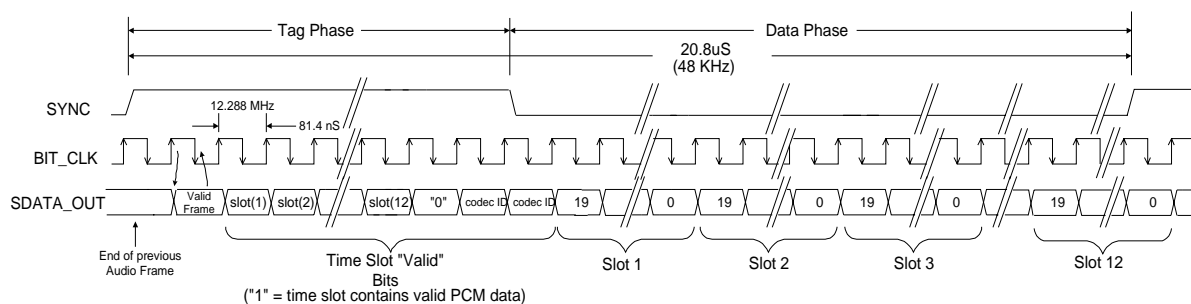 Tag Phase
Data Phase
20.8uS
(48 KHz)
SYNC
12.288 MHz
81.4 nS
BIT_CLK
SDATA_OUT
Valid
Frame
slot(1)
slot(2)
slot(12)
"0"
codec ID
codec ID
19
0
19
0
19
0
19
0
End of previous
Audio Frame
Time Slot "Valid"
Bits
("1" = time slot contains valid PCM data)
Slot 1
Slot 2
Slot 3
Slot 12